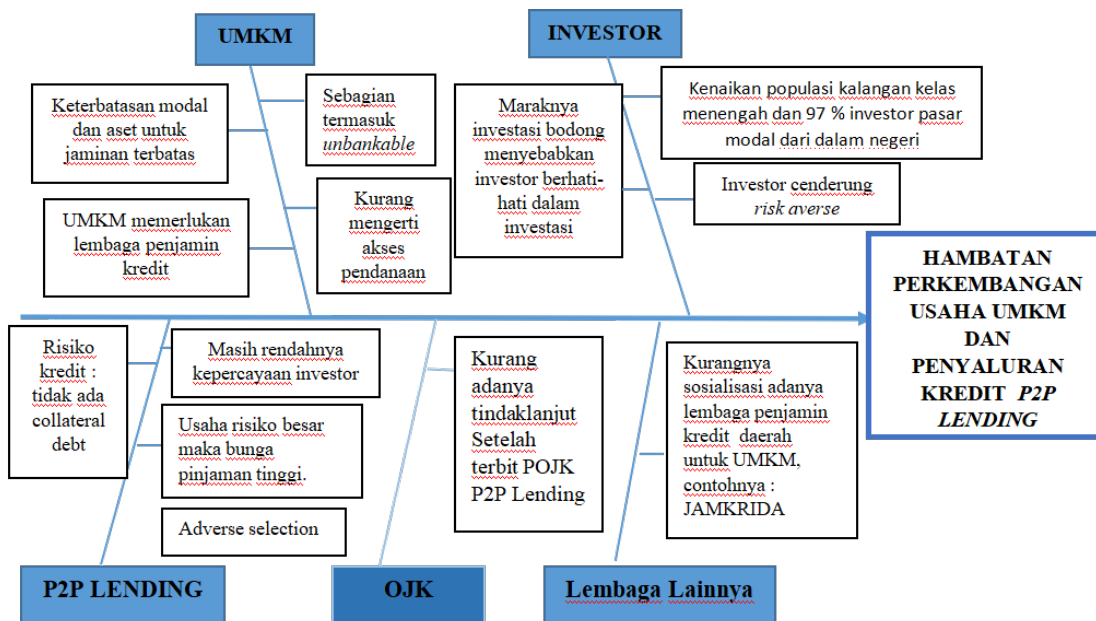 UMKM
INVESTOR
Keterbatasan modal
dan aset untuk
jaminan terbatas
Sebagian
termasuk
unbankable
UMKM memerlukan
lembaga penjamin
kredit
Kurang
mengerti
akses
pendanaan
Maraknya
investasi bodong
menyebabkan
investor berhati-
hati dalam
investasi
Kenaikan populasi kalangan kelas
menengah dan 97 % investor pasar
modal dari dalam negeri
Investor cenderung
risk averse
HAMBATAN
PERKEMBANGAN
USAHA UMKM
DAN
PENYALURAN
KREDIT P2P
LENDING
Risiko
kredit :
tidak ada
collateral
debt
Masih rendahnya
kepercayaan investor
Usaha risiko besar
maka bunga
pinjaman tinggi.
Adverse selection
Kurang
adanya
tindaklanjut
Setelah
terbit POJK
P2P Lending
Kurangnya
sosialisasi adanya
lembaga penjamin
kredit daerah
untuk UMKM,
contohnya :
JAMKRIDA
P2P LENDING
OJK
Lembaga Lainnya